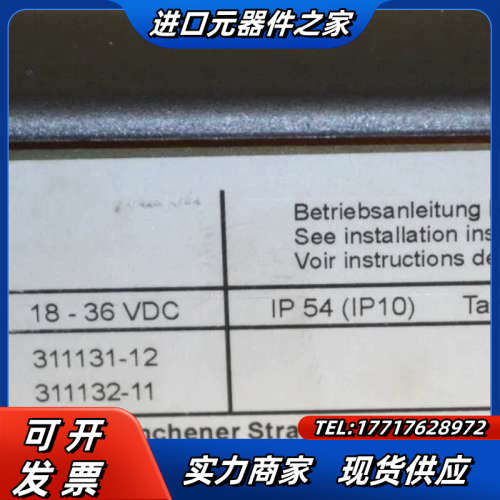 进口元器件之家
Betriebsanleitung
See installation ins
Voir instructions de
18 - 36 VDC
IP 54 (IP10)
Ta
311131-12
311132-11
nchener Stra
TEL:17717628972
可开
发票
实力商家 现货供应